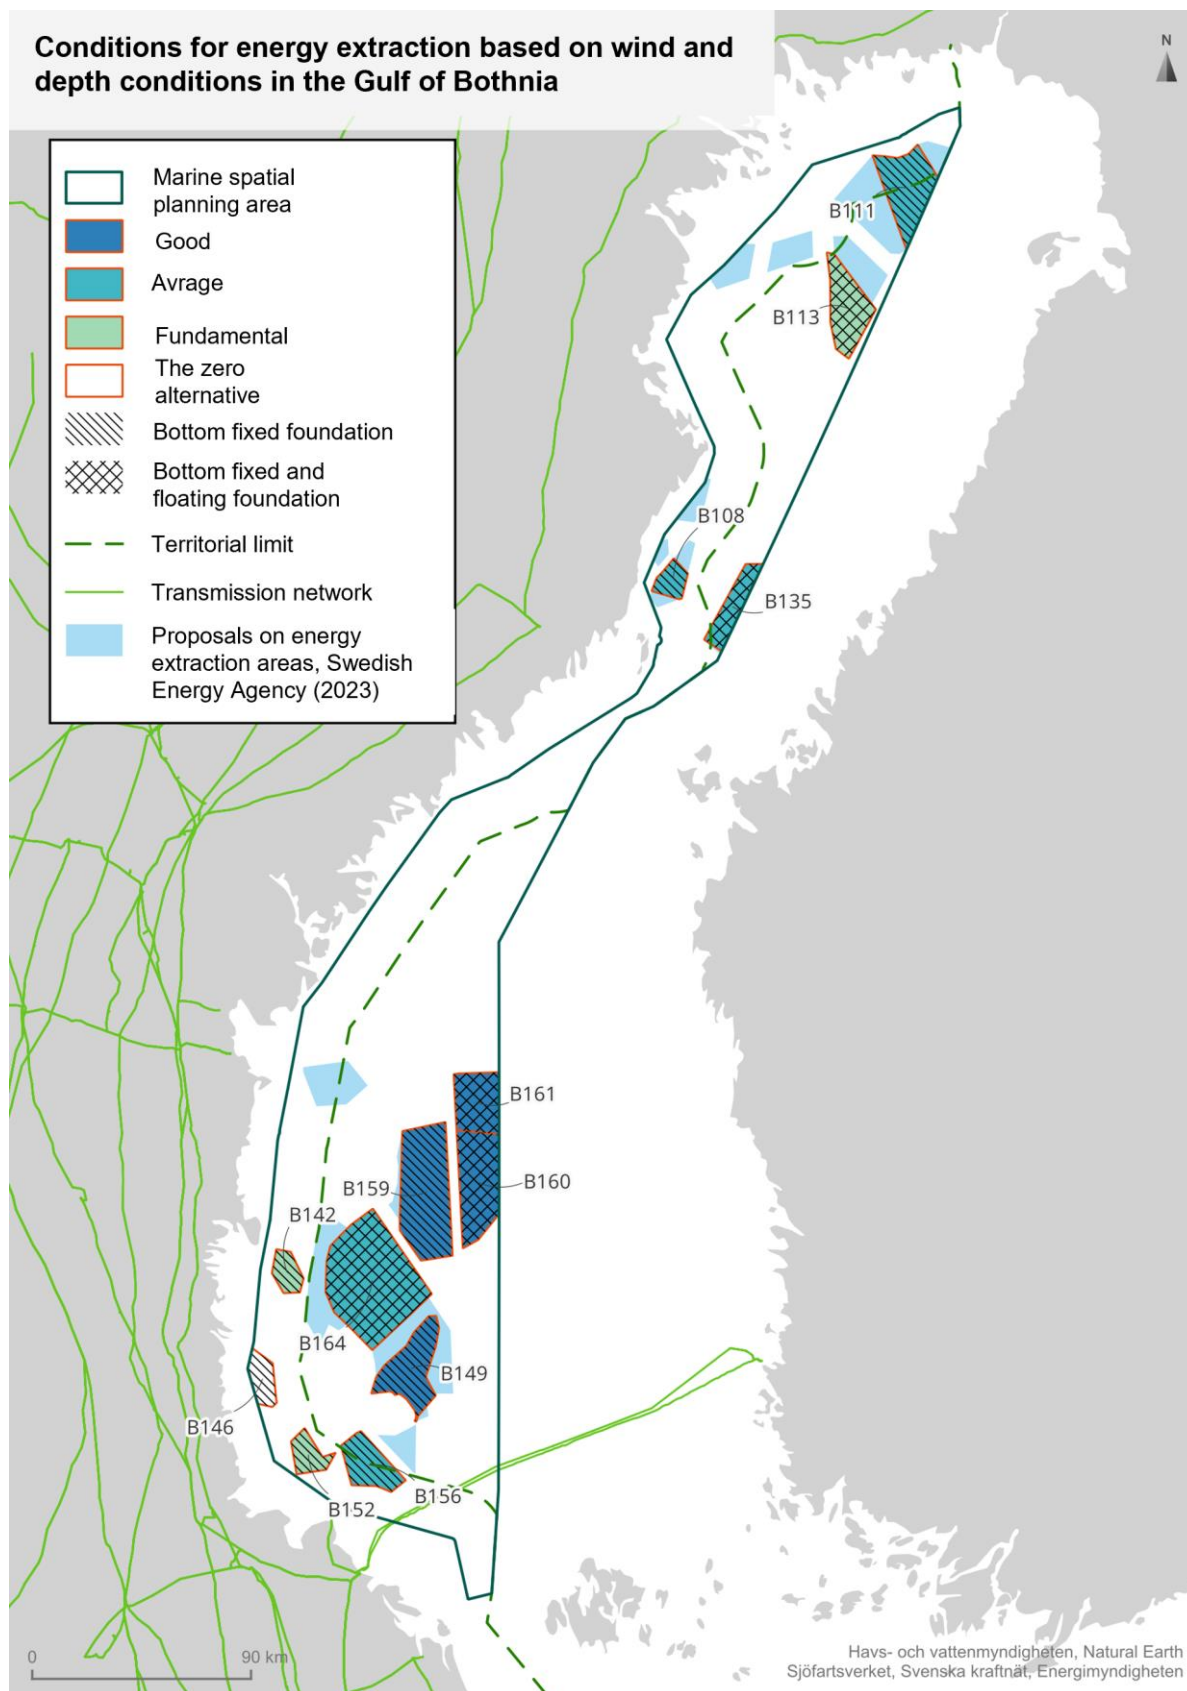 Conditions for energy extraction based on wind and
depth conditions in the Gulf of Bothnia
N
Marine spatial
planning area
Good
Avrage
Fundamental
The zero
alternative
Bottom fixed foundation
Bottom fixed and
floating foundation
Territorial limit
Transmission network
Proposals on energy
extraction areas, Swedish
Energy Agency (2023)
B111
B113
B108
B135
B161
B160
B159
B142
B164
B149
B146
B156
B152
0
90 km
Havs- och vattenmyndigheten, Natural Earth
Sjöfartsverket, Svenska kraftnät, Energimyndigheten